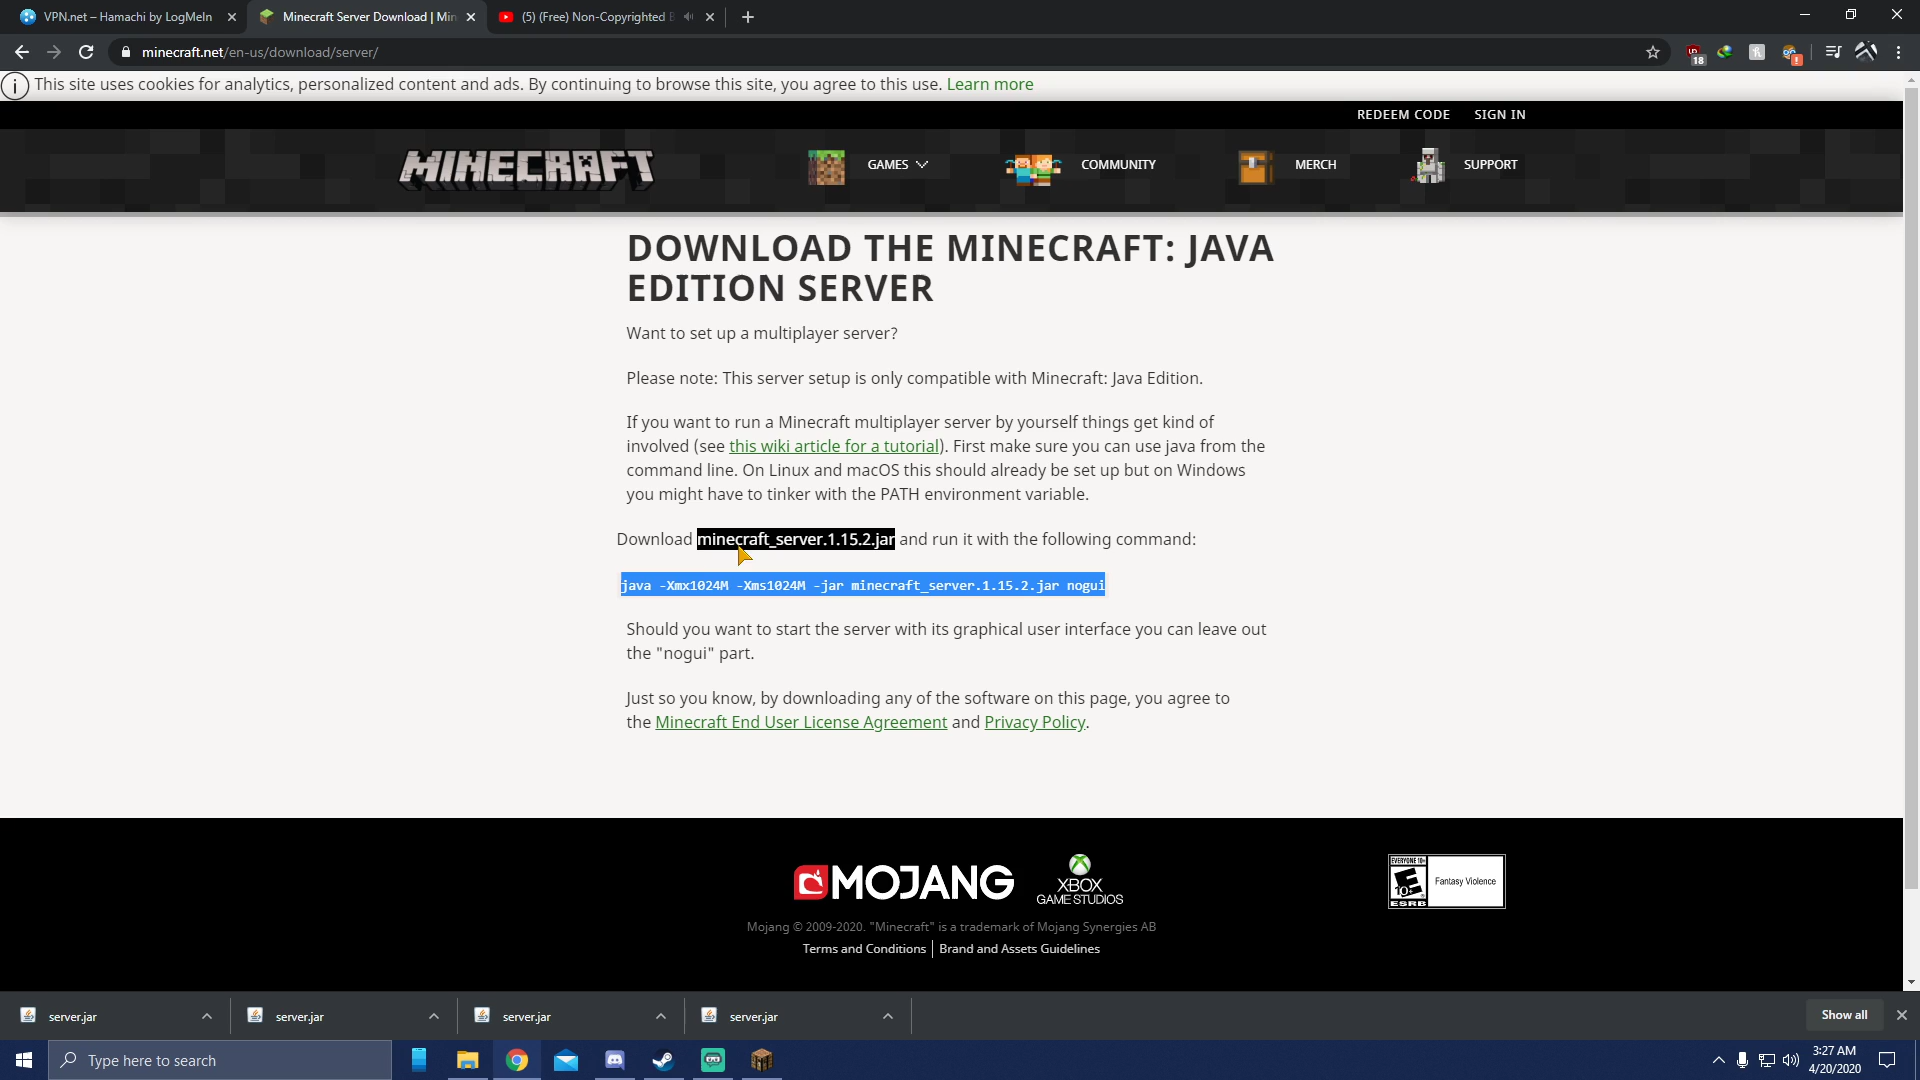 VPN.net – Hamachi by LogMeIn
Minecraft Server Download | Min
(5) (Free) Non-Copyrighted B
minecraft.net/en-us/download/server/
18
This site uses cookies for analytics, personalized content and ads. By continuing to browse this site, you agree to this use. Learn more
REDEEM CODE SIGN IN
MINECRAFT GAMES COMMUNITY MERCH SUPPORT
DOWNLOAD THE MINECRAFT: JAVA
EDITION SERVER
Want to set up a multiplayer server?
Please note: This server setup is only compatible with Minecraft: Java Edition.
If you want to run a Minecraft multiplayer server by yourself things get kind of
involved (see this wiki article for a tutorial). First make sure you can use java from the
command line. On Linux and macOS this should already be set up but on Windows
you might have to tinker with the PATH environment variable.
Download minecraft_server.1.15.2.jar and run it with the following command:
java -Xmx1024M -Xms1024M -jar minecraft_server.1.15.2.jar nogui
Should you want to start the server with its graphical user interface you can leave out
the "nogui" part.
Just so you know, by downloading any of the software on this page, you agree to
the Minecraft End User License Agreement and Privacy Policy.
MOJANG
XBOX
GAME STUDIOS
EVERYONE 10+
E
10+
ESRB
Fantasy Violence
Mojang © 2009-2020. "Minecraft" is a trademark of Mojang Synergies AB
Terms and Conditions | Brand and Assets Guidelines
server.jar server.jar server.jar server.jar Show all
Type here to search
3:27 AM
4/20/2020